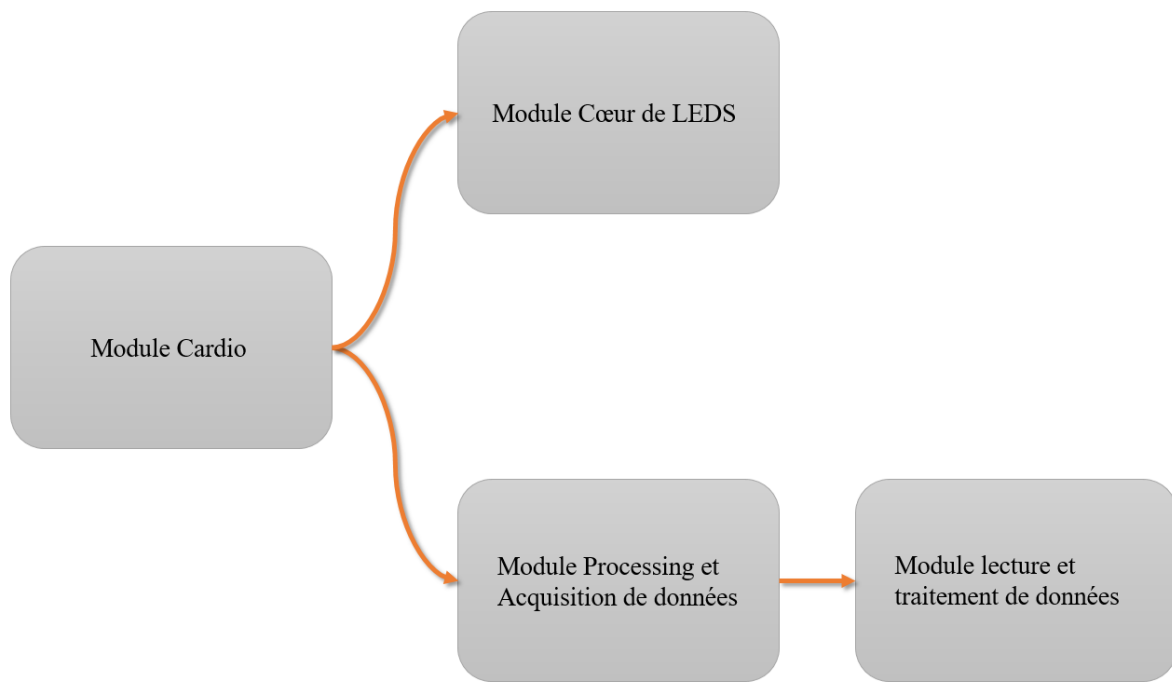 Module Cœur de LEDS
Module Cardio
Module Processing et
Acquisition de données
Module lecture et
traitement de données